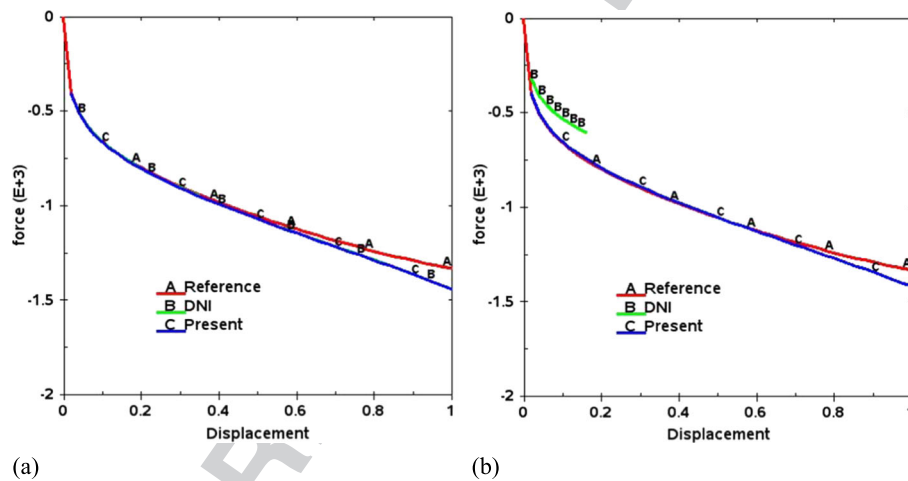 0
-0.5
-1
-1.5
-2
force (E+3)
B
C
A
B
C
A
B
C
A
B
C
B
A
C
B
A
A Reference
B DNI
C Present
0 0.2 0.4 0.6 0.8 1
Displacement
(a)
0
-0.5
-1
-1.5
-2
force (E+3)
B
B
B
B
B
B
B
C
A
C
A
C
A
C
A
C
A
A Reference
B DNI
C Present
0 0.2 0.4 0.6 0.8 1
Displacement
(b)